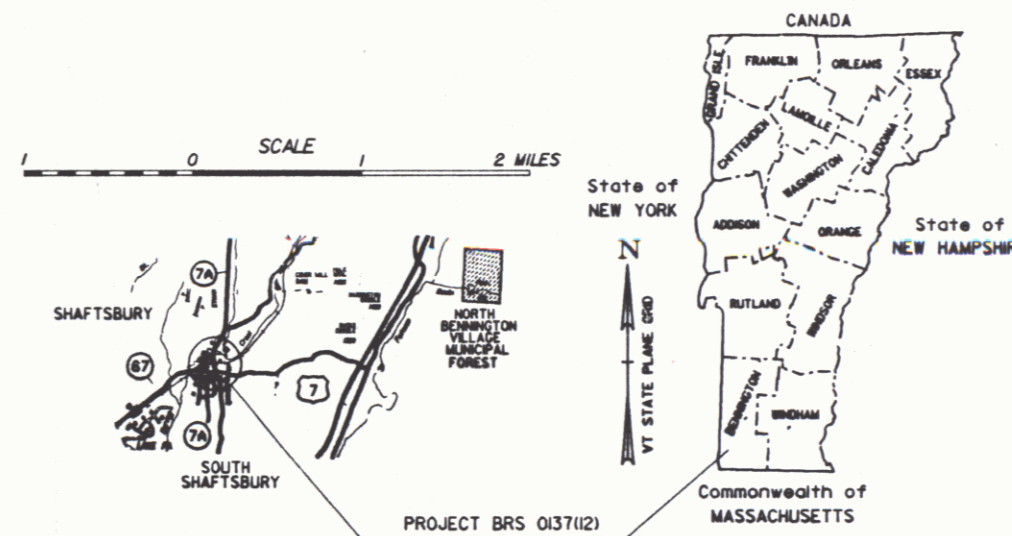 CANADA
FRANKLIN
ORLEANS
ESSEX
GRAND ISLE
LAMOILLE
CHITTENDEN
CALEDONIA
WASHINGTON
ADDISON
ORANGE
RUTLAND
WINDSOR
BENNINGTON
WINDHAM
State of
NEW YORK
State of
NEW HAMPSHIR
Commonwealth of
MASSACHUSETTS
SCALE
1 0 1 2 MILES
N
VT STATE PLANE GRID
7A
SHAFTSBURY
67
7A
7
SOUTH
SHAFTSBURY
NORTH
BENNINGTON
VILLAGE
MUNICIPAL
FOREST
PROJECT BRS 0137(12)